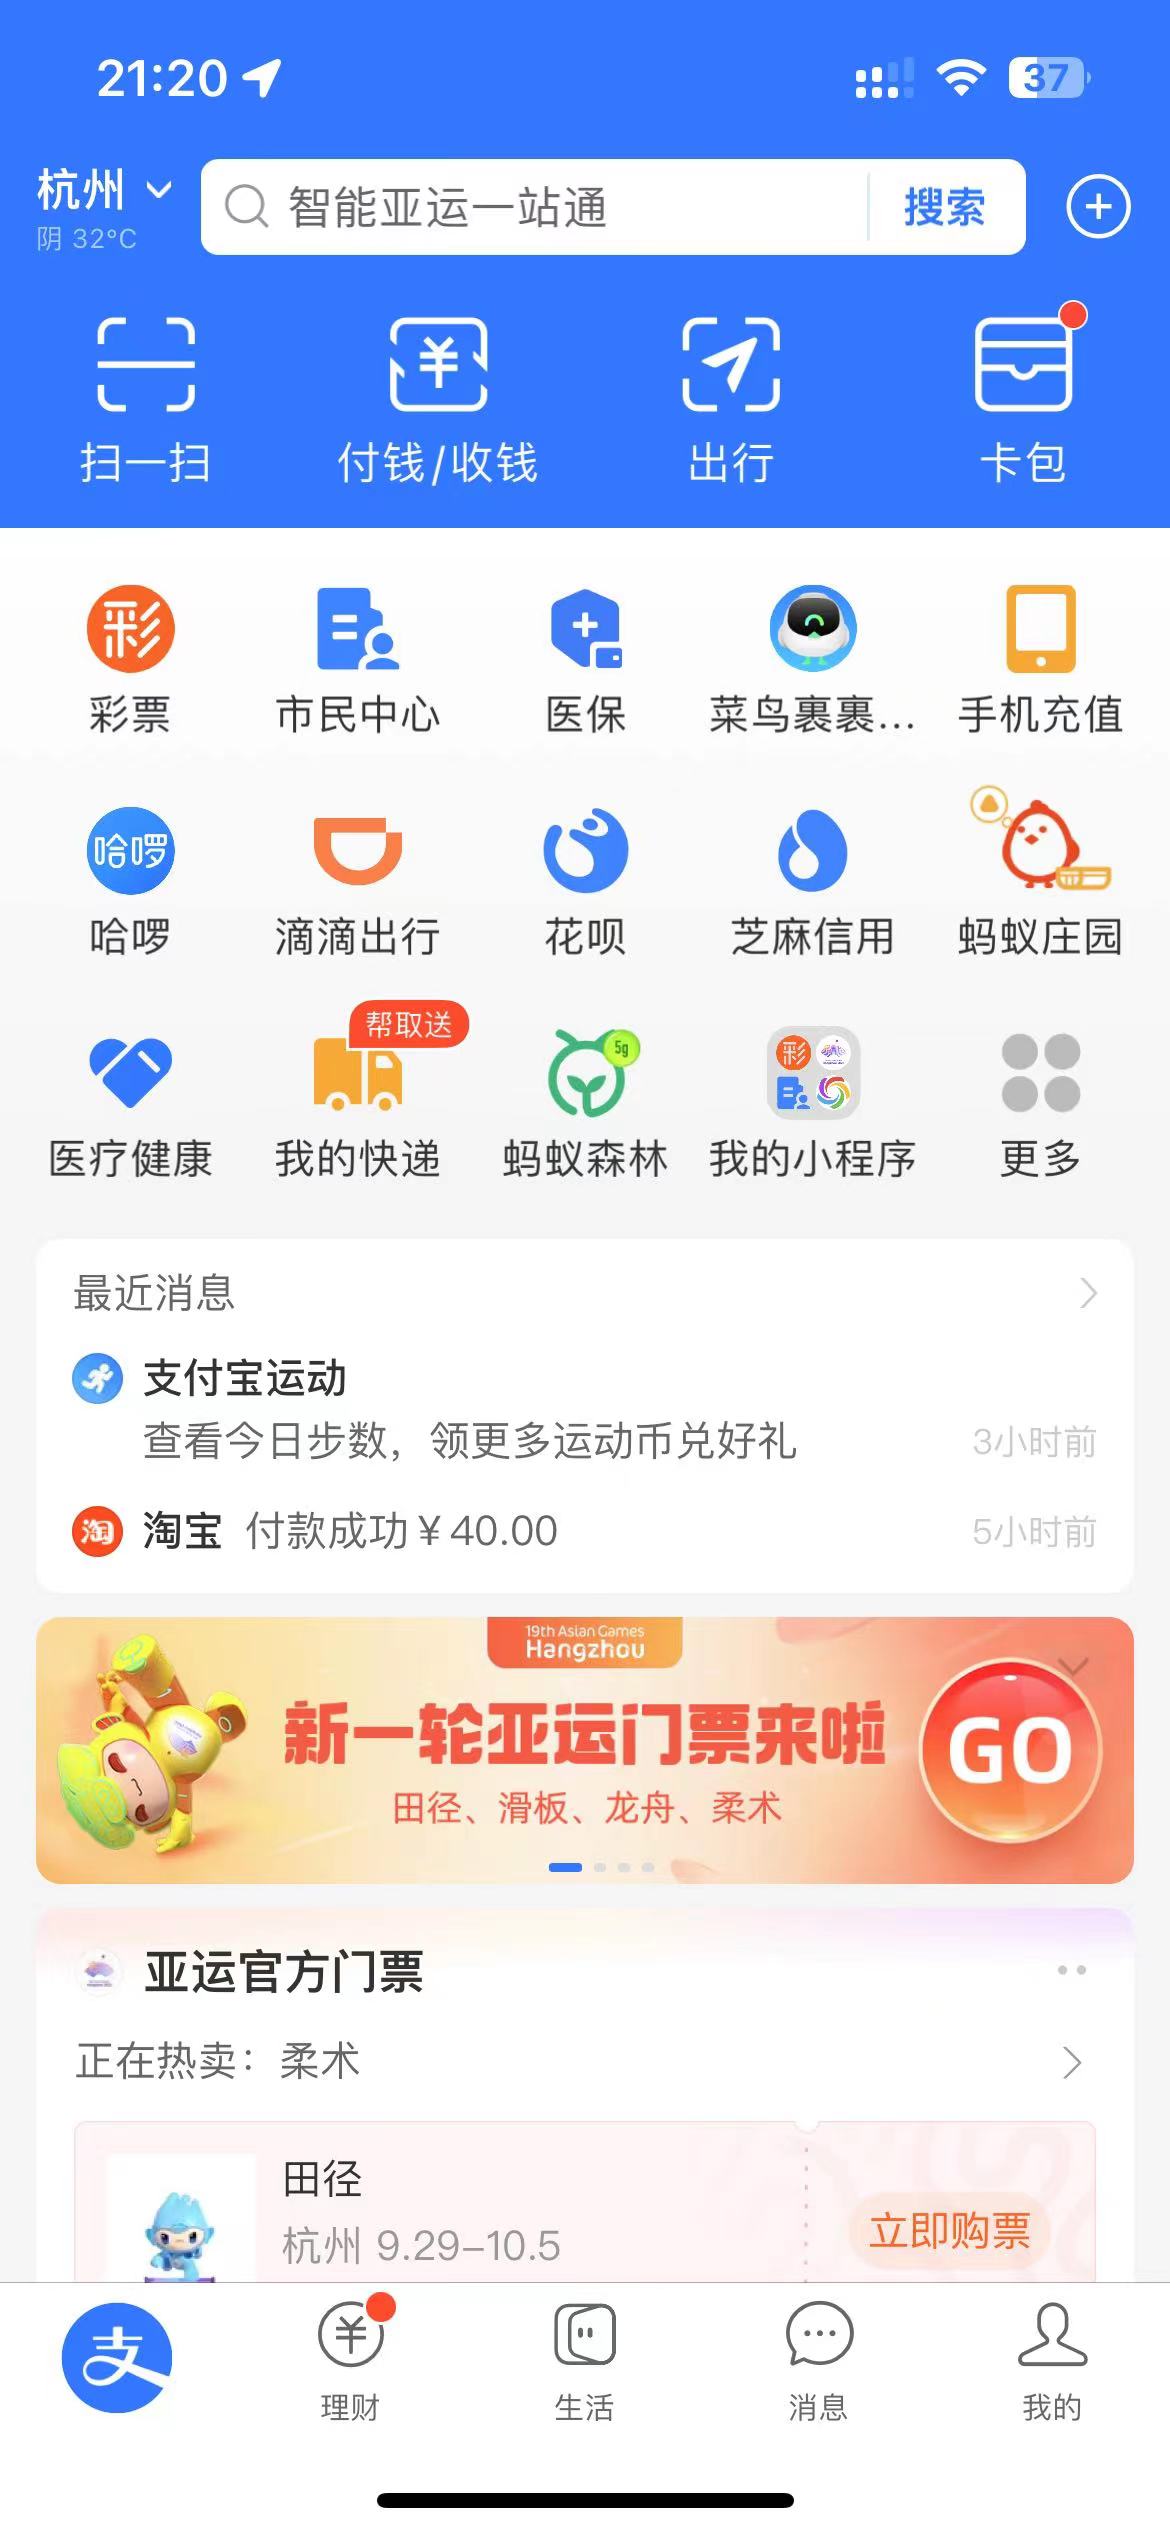 21:20
37
杭州
阴 32°C
智能亚运一站通
搜索
扫一扫
付钱/收钱
出行
卡包
彩
彩票
市民中心
医保
菜鸟裹裹...
手机充值
哈啰
哈啰
滴滴出行
花呗
芝麻信用
蚂蚁庄园
帮取送
5g
彩
医疗健康
我的快递
蚂蚁森林
我的小程序
更多
最近消息
支付宝运动
查看今日步数，领更多运动币兑好礼
3小时前
淘
淘宝 付款成功￥40.00
5小时前
19th Asian Games
Hangzhou
新一轮亚运门票来啦
GO
田径、滑板、龙舟、柔术
亚运官方门票
正在热卖：柔术
田径
杭州 9.29–10.5
立即购票
支
理财
生活
消息
我的